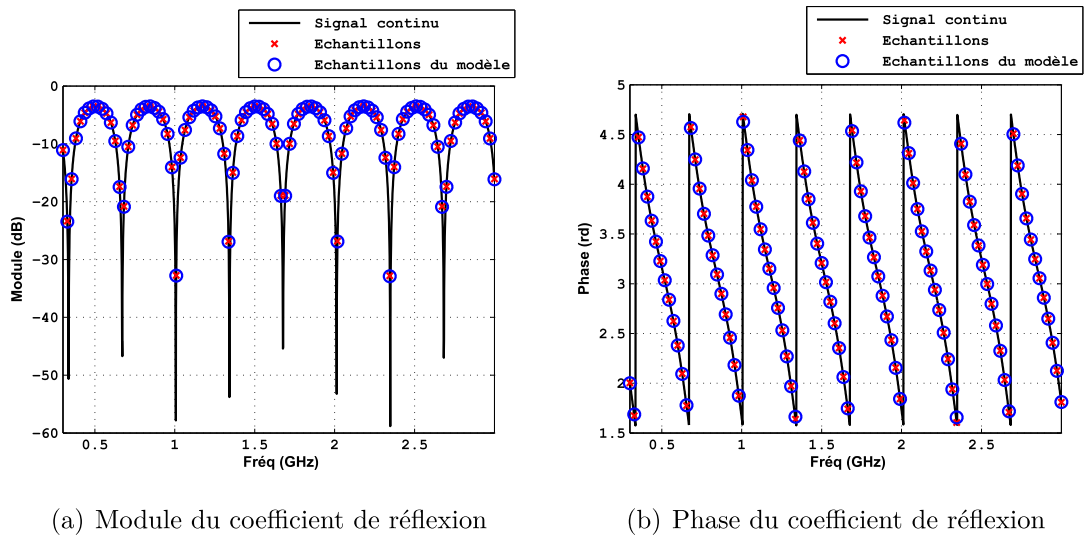 Signal continu
Echantillons
Echantillons du modèle
0
−10
−20
−30
−40
−50
−60
Module (dB)
0.5
1
1.5
2
2.5
Fréq (GHz)
(a) Module du coefficient de réflexion
Signal continu
Echantillons
Echantillons du modèle
5
4.5
4
3.5
3
2.5
2
1.5
Phase (rd)
0.5
1
1.5
2
2.5
Fréq (GHz)
(b) Phase du coefficient de réflexion